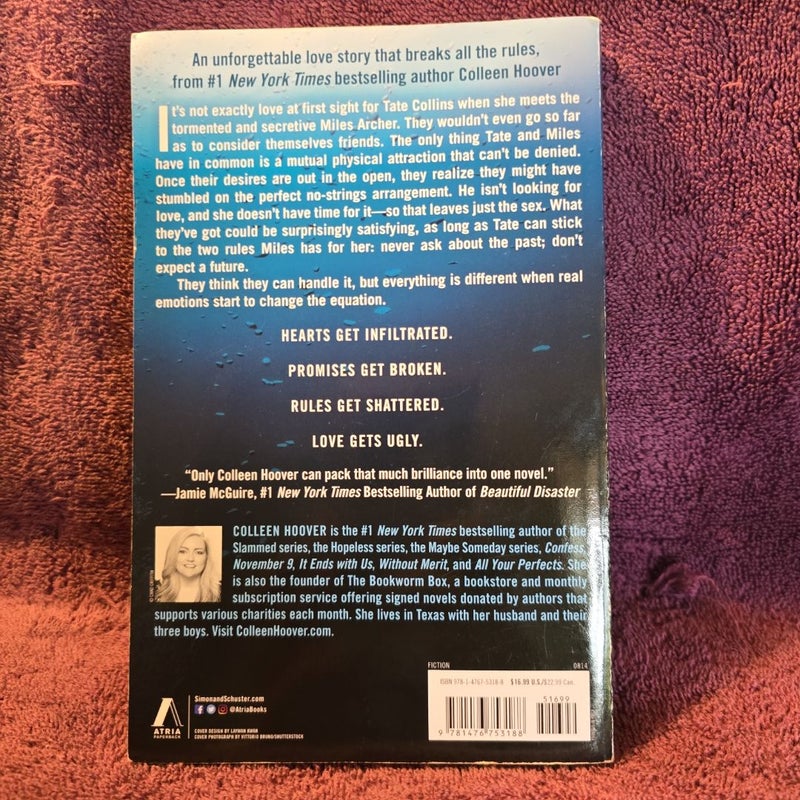 An unforgettable love story that breaks all the rules,
from #1 New York Times bestselling author Colleen Hoover
It's not exactly love at first sight for Tate Collins when she meets the
tormented and secretive Miles Archer. They wouldn't even go so far
as to consider themselves friends. The only thing Tate and Miles
have in common is a mutual physical attraction that can't be denied.
Once their desires are out in the open, they realize they might have
stumbled on the perfect no-strings arrangement. He isn't looking for
love, and she doesn't have time for it—so that leaves just the sex. What
they've got could be surprisingly satisfying, as long as Tate can stick
to the two rules Miles has for her: never ask about the past; don't
expect a future.
They think they can handle it, but everything is different when real
emotions start to change the equation.
HEARTS GET INFILTRATED.
PROMISES GET BROKEN.
RULES GET SHATTERED.
LOVE GETS UGLY.
“Only Colleen Hoover can pack that much brilliance into one novel.”
—Jamie McGuire, #1 New York Times Bestselling Author of Beautiful Disaster
COLLEEN HOOVER is the #1 New York Times bestselling author of the
Slammed series, the Hopeless series, the Maybe Someday series, Confess,
November 9, It Ends with Us, Without Merit, and All Your Perfects. She
is also the founder of The Bookworm Box, a bookstore and monthly
subscription service offering signed novels donated by authors that
supports various charities each month. She lives in Texas with her husband and their
three boys. Visit ColleenHoover.com.
FICTION 0814
ISBN 978-1-4767-5318-8 $16.99 U.S./$22.99 Can.
51699
9 781476 753188
SimonandSchuster.com
@AtriaBooks
ATRIA
PAPERBACK
COVER DESIGN BY LAYWAN KWAN
COVER PHOTOGRAPH BY VITTORIO BRUNO/SHUTTERSTOCK